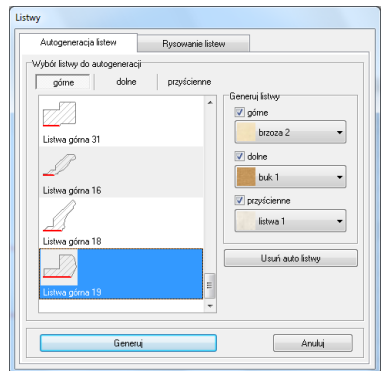 Listwy
Autogeneracja listew
Rysowanie listew
Wybór listwy do autogeneracji
górne
dolne
przyścienne
Listwa górna 31
Listwa górna 16
Listwa górna 18
Listwa górna 19
Generuj listwy
górne
brzoza 2
dolne
buk 1
przyścienne
listwa 1
Usuń auto listwy
Generuj
Anuluj